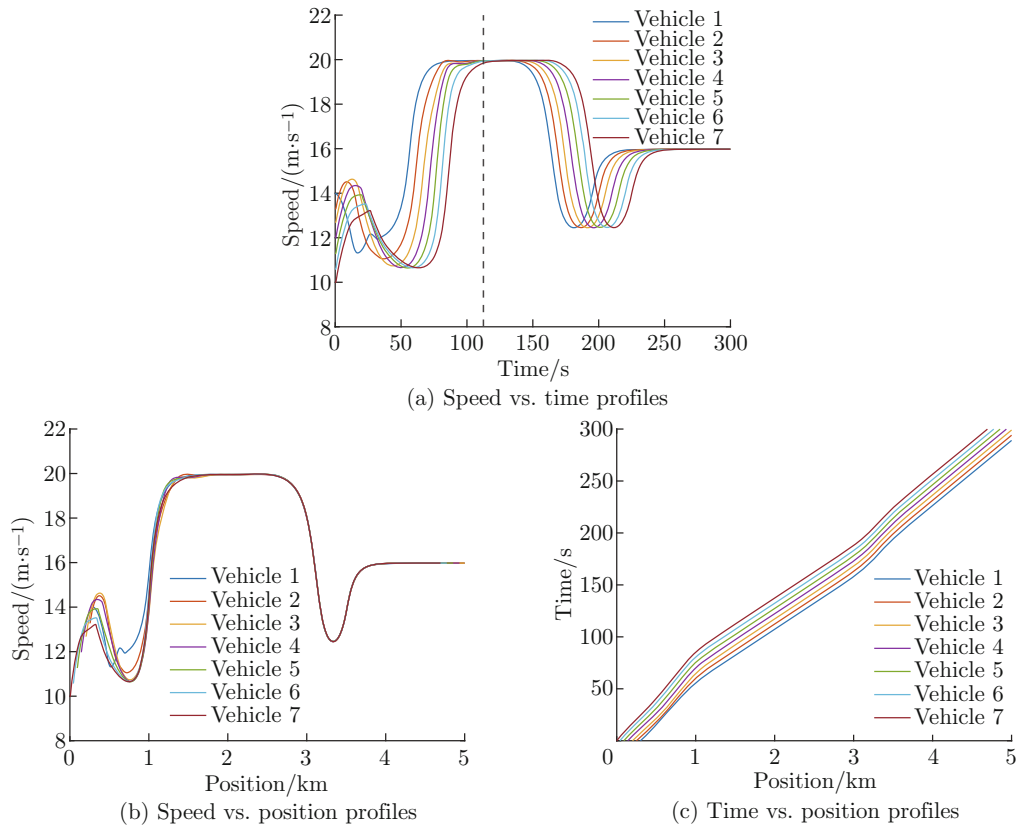 22
20
18
16
14
12
10
8
Speed/(m·s⁻¹)
0
50
100
150
200
250
300
Time/s
Vehicle 1
Vehicle 2
Vehicle 3
Vehicle 4
Vehicle 5
Vehicle 6
Vehicle 7
(a) Speed vs. time profiles
22
20
18
16
14
12
10
8
Speed/(m·s⁻¹)
0
1
2
3
4
5
Position/km
Vehicle 1
Vehicle 2
Vehicle 3
Vehicle 4
Vehicle 5
Vehicle 6
Vehicle 7
(b) Speed vs. position profiles
300
250
200
150
100
50
Time/s
0
1
2
3
4
5
Position/km
Vehicle 1
Vehicle 2
Vehicle 3
Vehicle 4
Vehicle 5
Vehicle 6
Vehicle 7
(c) Time vs. position profiles